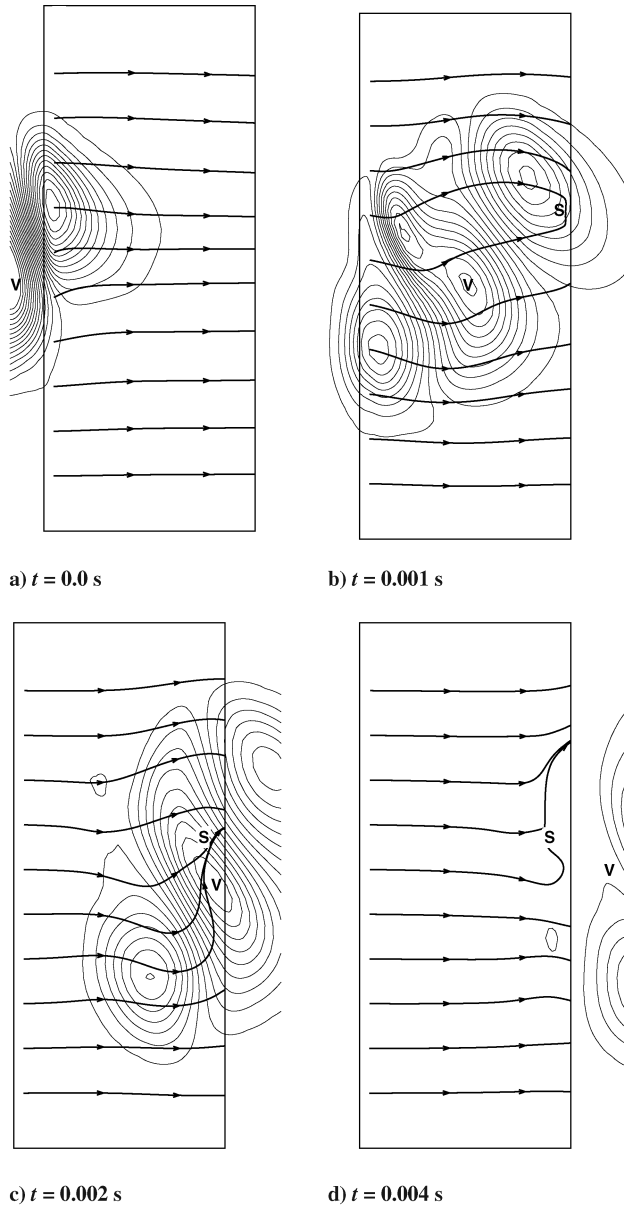 V
S
V
a) t = 0.0 s
b) t = 0.001 s
S
V
S
V
c) t = 0.002 s
d) t = 0.004 s